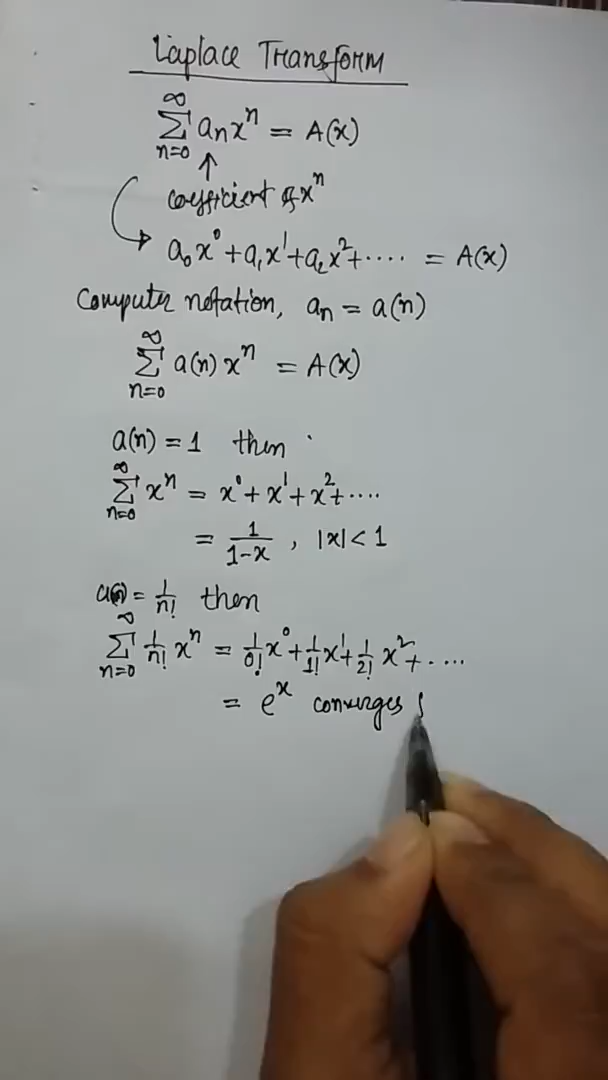 Laplace Transform
∞
∑ aₙxⁿ = A(x)
n=0 ↑
coefficient of xⁿ
a₀x⁰ + a₁x¹ + a₂x² + .... = A(x)
Computer notation, aₙ = a(n)
∞
∑ a(n) xⁿ = A(x)
n=0
a(n) = 1 then
∞
∑ xⁿ = x⁰ + x¹ + x² + ....
n=0
= 1/(1-x) , |x| < 1
a(n) = 1/n! then
∞
∑ 1/n! xⁿ = 1/0! x⁰ + 1/1! x¹ + 1/2! x² + ....
n=0
= eˣ converges